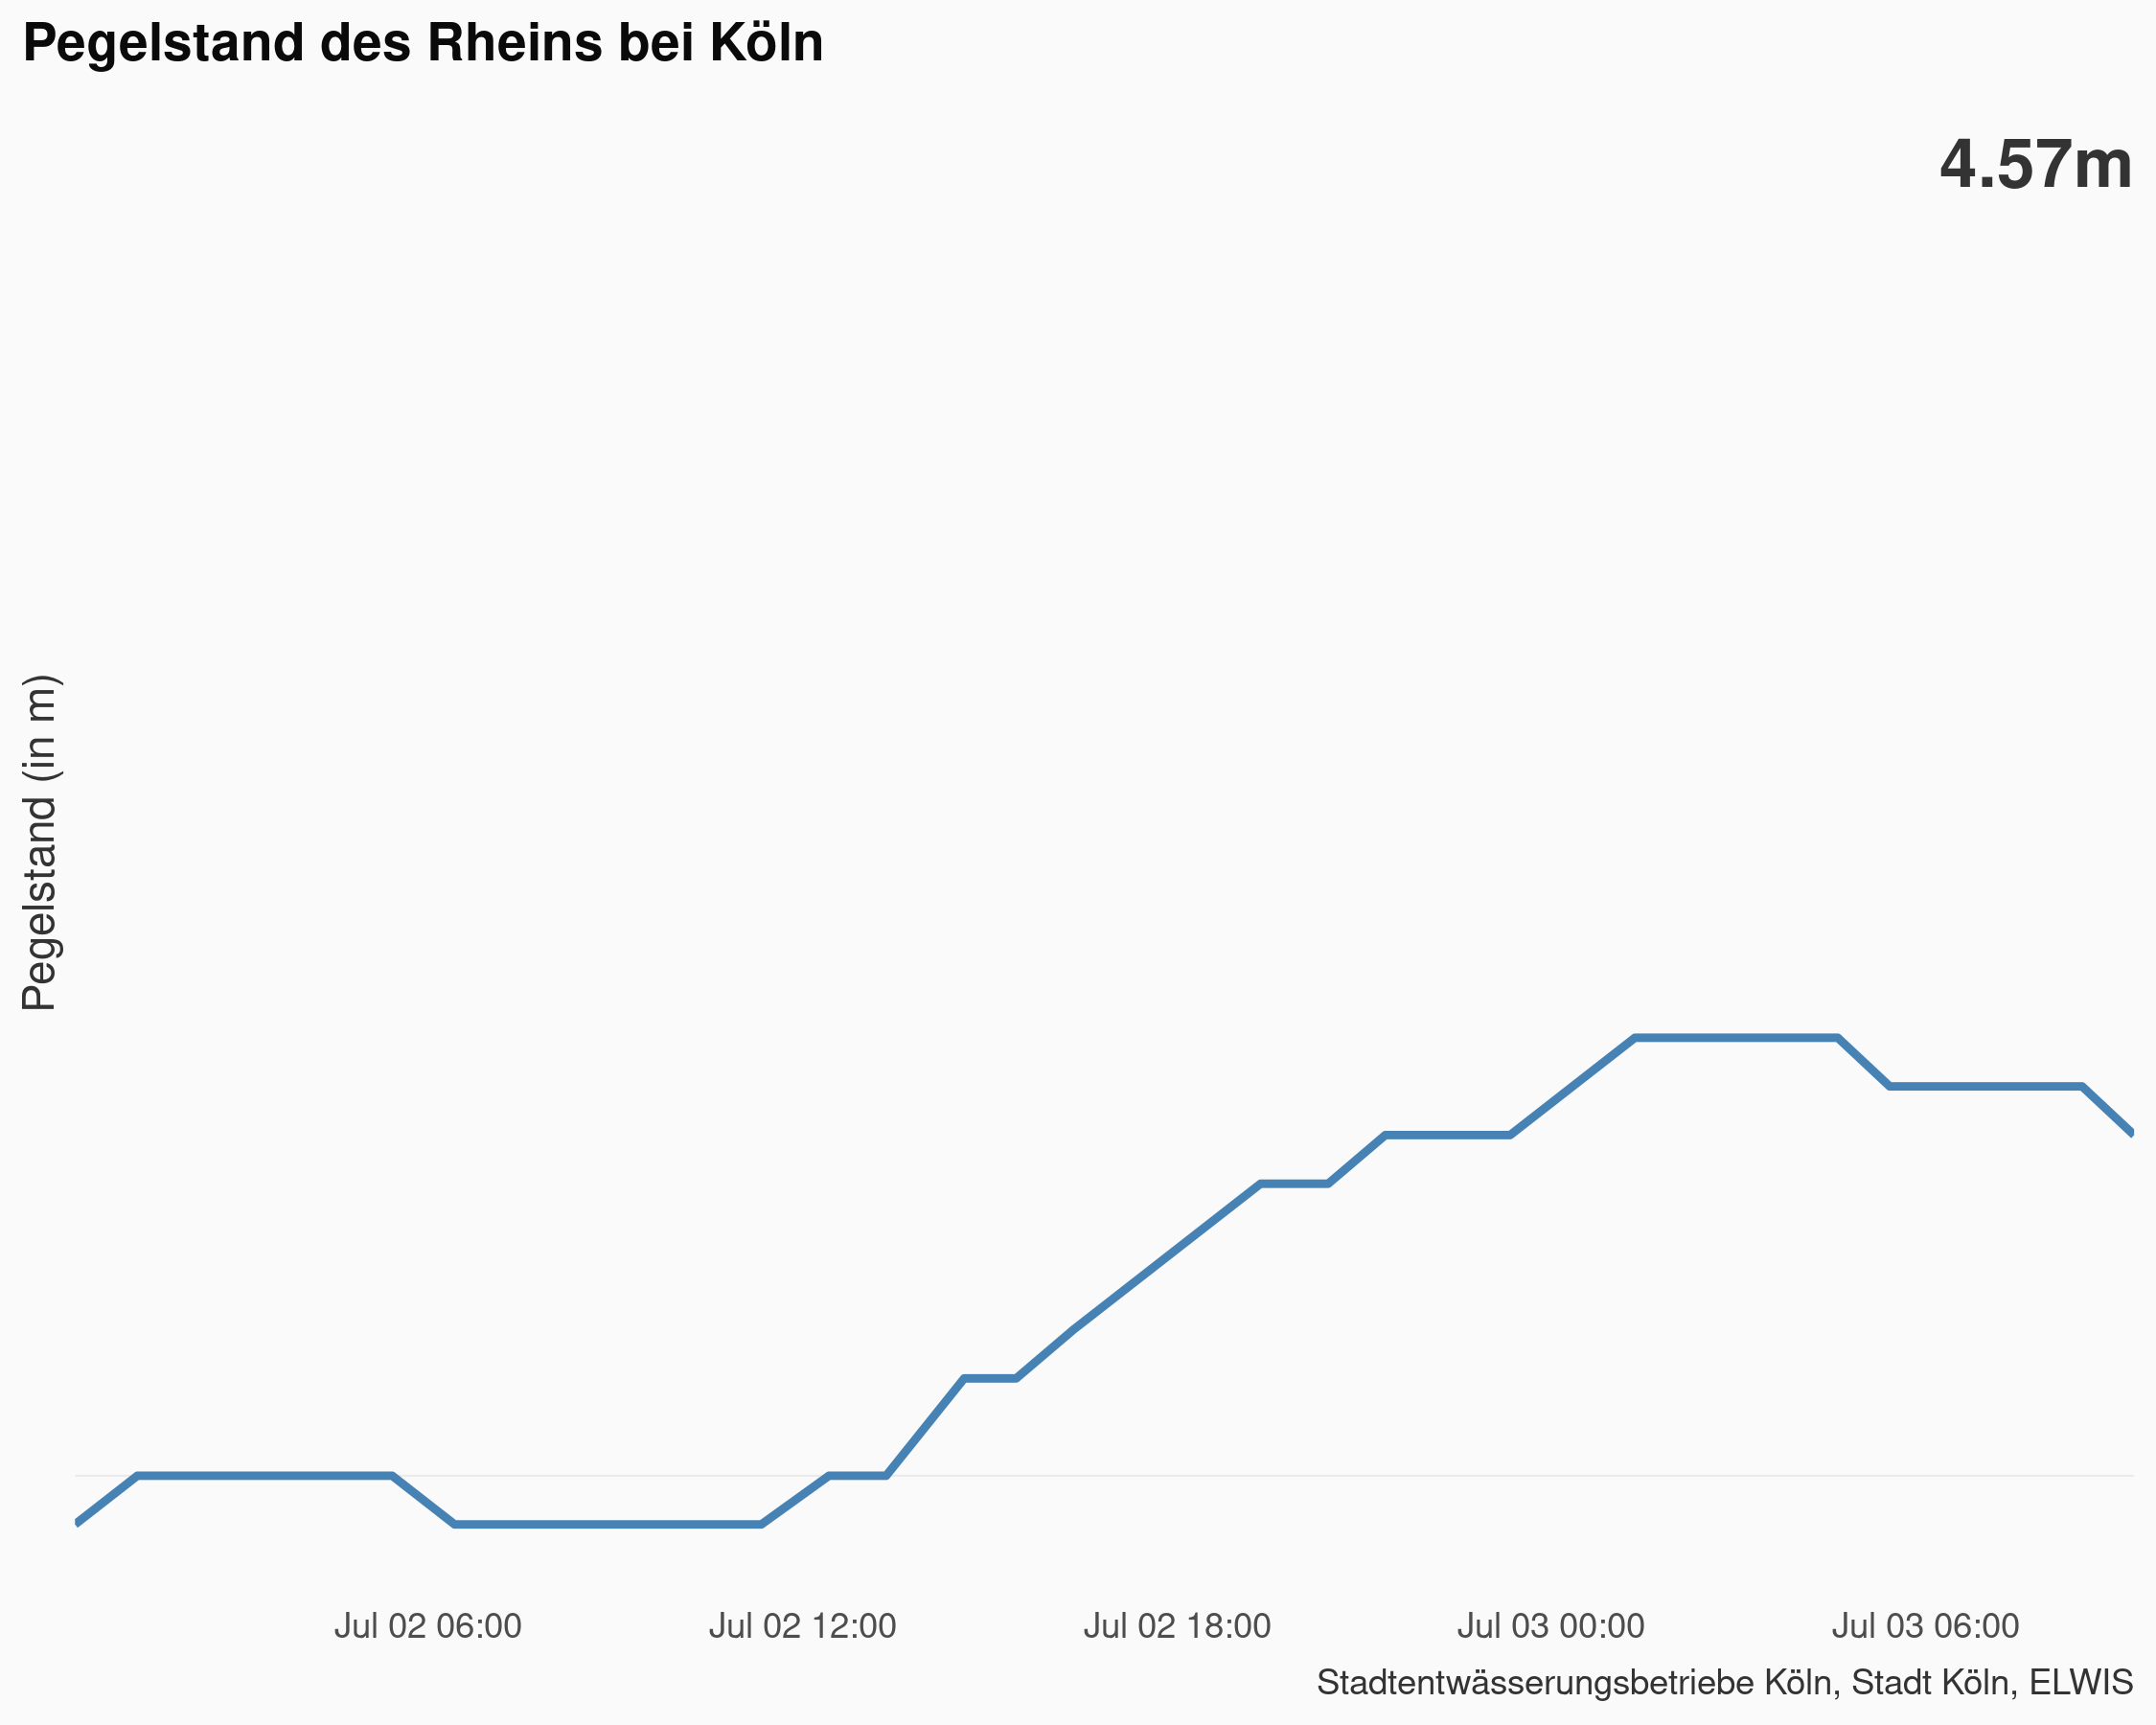 Pegelstand des Rheins bei Köln
4.57m
Pegelstand (in m)
Jul 02 06:00
Jul 02 12:00
Jul 02 18:00
Jul 03 00:00
Jul 03 06:00
Stadtentwässerungsbetriebe Köln, Stadt Köln, ELWIS